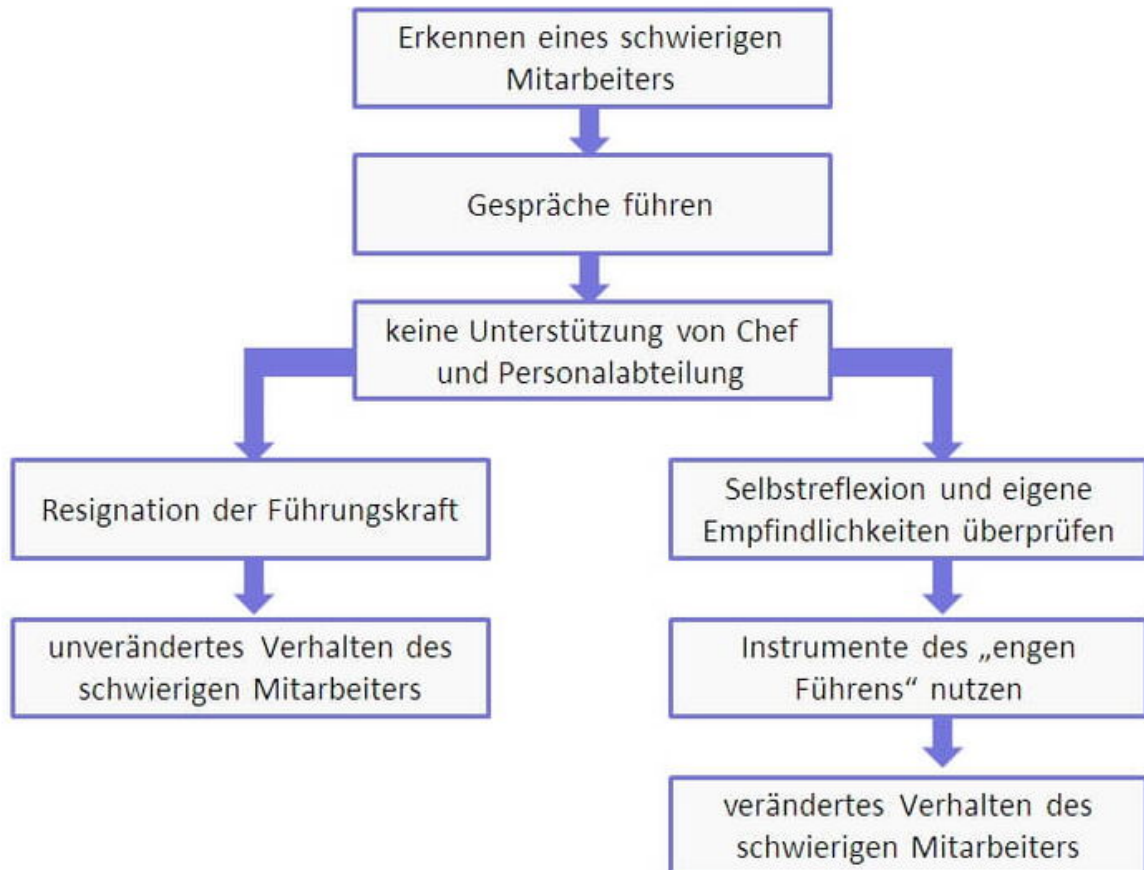 Erkennen eines schwierigen
Mitarbeiters
Gespräche führen
keine Unterstützung von Chef
und Personalabteilung
Resignation der Führungskraft
unverändertes Verhalten des
schwierigen Mitarbeiters
Selbstreflexion und eigene
Empfindlichkeiten überprüfen
Instrumente des „engen
Führens“ nutzen
verändertes Verhalten des
schwierigen Mitarbeiters